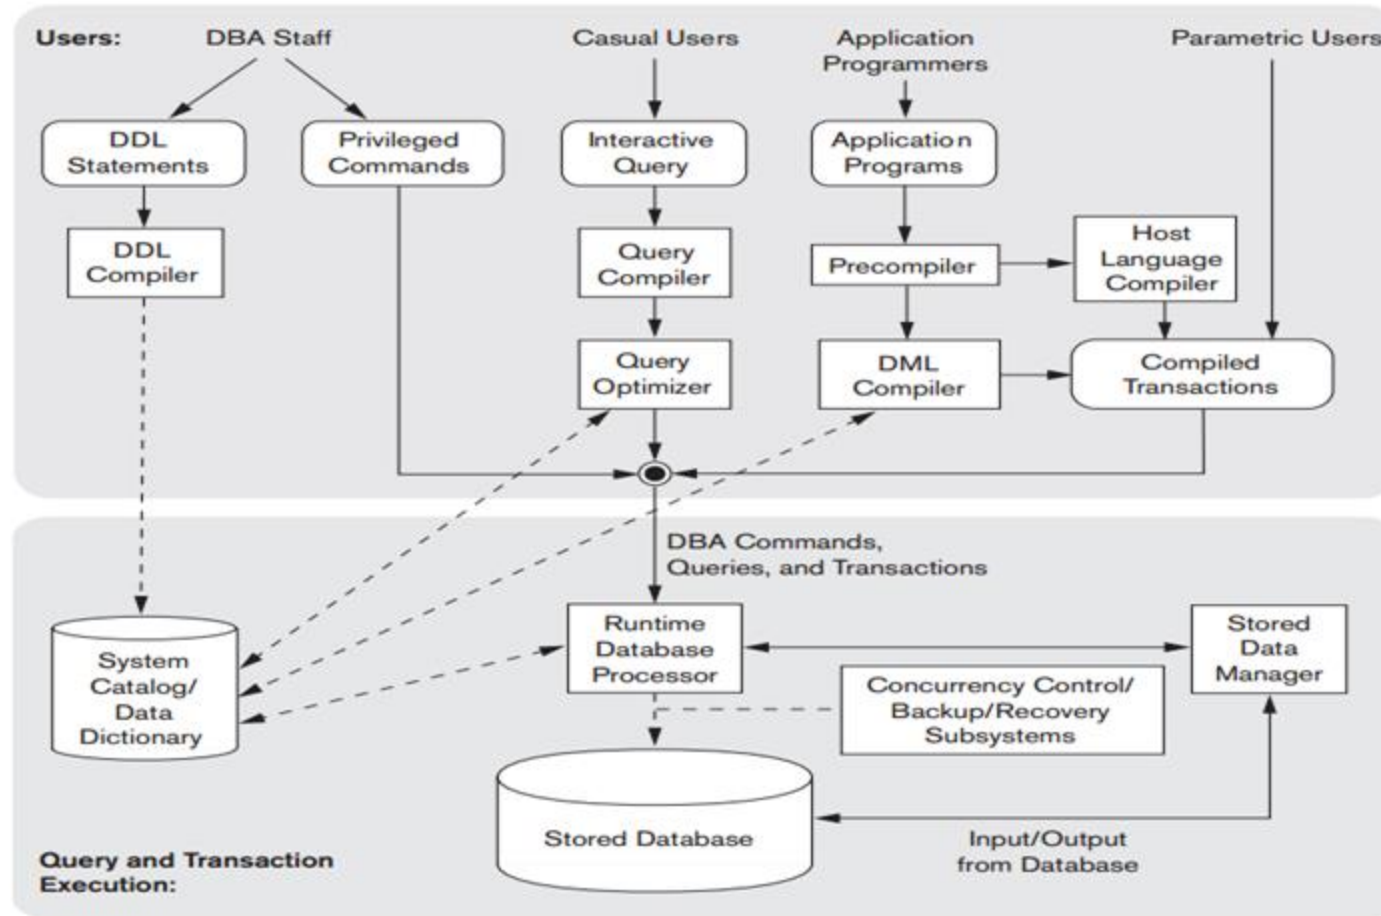 Users:
DBA Staff
Casual Users
Application
Programmers
Parametric Users
DDL
Statements
Privileged
Commands
Interactive
Query
Application
Programs
DDL
Compiler
Query
Compiler
Precompiler
Host
Language
Compiler
Query
Optimizer
DML
Compiler
Compiled
Transactions
DBA Commands,
Queries, and Transactions
System
Catalog/
Data
Dictionary
Runtime
Database
Processor
Stored
Data
Manager
Concurrency Control/
Backup/Recovery
Subsystems
Stored Database
Input/Output
from Database
Query and Transaction
Execution: